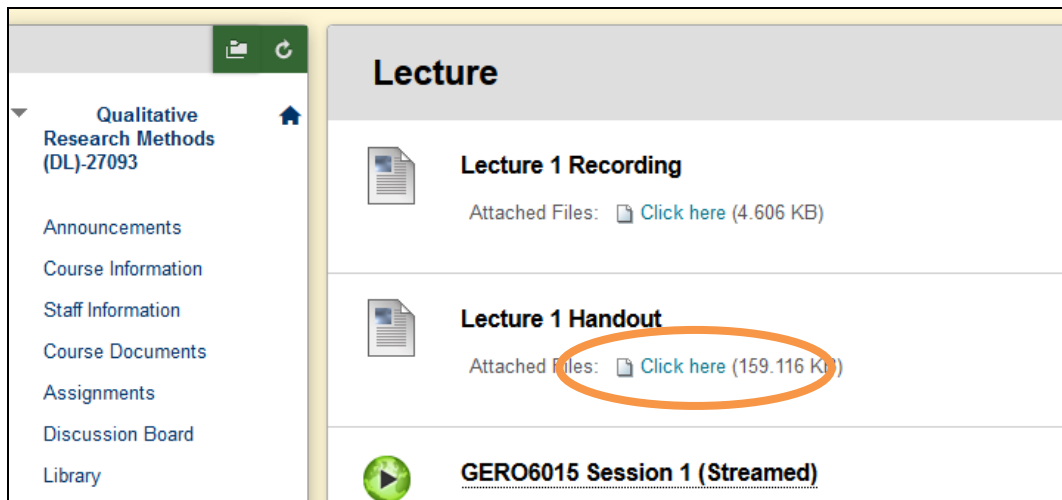 Qualitative
Research Methods
(DL)-27093
Announcements
Course Information
Staff Information
Course Documents
Assignments
Discussion Board
Library
Lecture
Lecture 1 Recording
Attached Files: Click here (4.606 KB)
Lecture 1 Handout
Attached Files: Click here (159.116 KB)
GERO6015 Session 1 (Streamed)